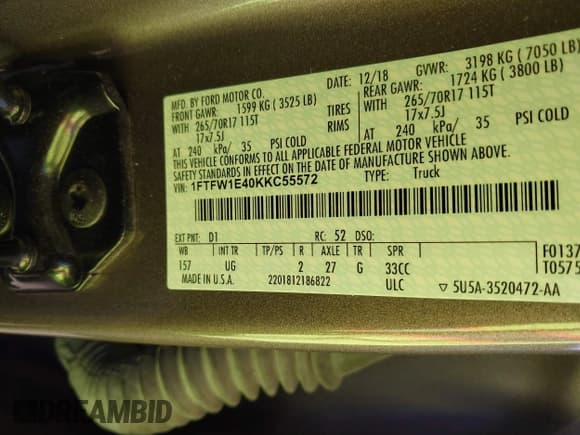 MFD. BY FORD MOTOR CO.
DATE: 12/18 GVWR: 3198 KG ( 7050 LB)
FRONT GAWR: 1599 KG ( 3525 LB)
REAR GAWR: 1724 KG ( 3800 LB)
WITH 265/70R17 115T TIRES WITH 265/70R17 115T
17x7.5J RIMS 17x7.5J
AT 240 kPa/ 35 PSI COLD AT 240 kPa/ 35 PSI COLD
THIS VEHICLE CONFORMS TO ALL APPLICABLE FEDERAL MOTOR VEHICLE
SAFETY STANDARDS IN EFFECT ON THE DATE OF MANUFACTURE SHOWN ABOVE.
VIN: 1FTFW1E40KKC55572 TYPE: Truck
EXT PNT: D1 RC: 52 DSO:
WB INT TR TP/PS R AXLE TR SPR F0137
157 UG 2 27 G 33CC T0575
MADE IN U.S.A. 2201812186822 ULC ▽ 5U5A-3520472-AA
DREAMBID